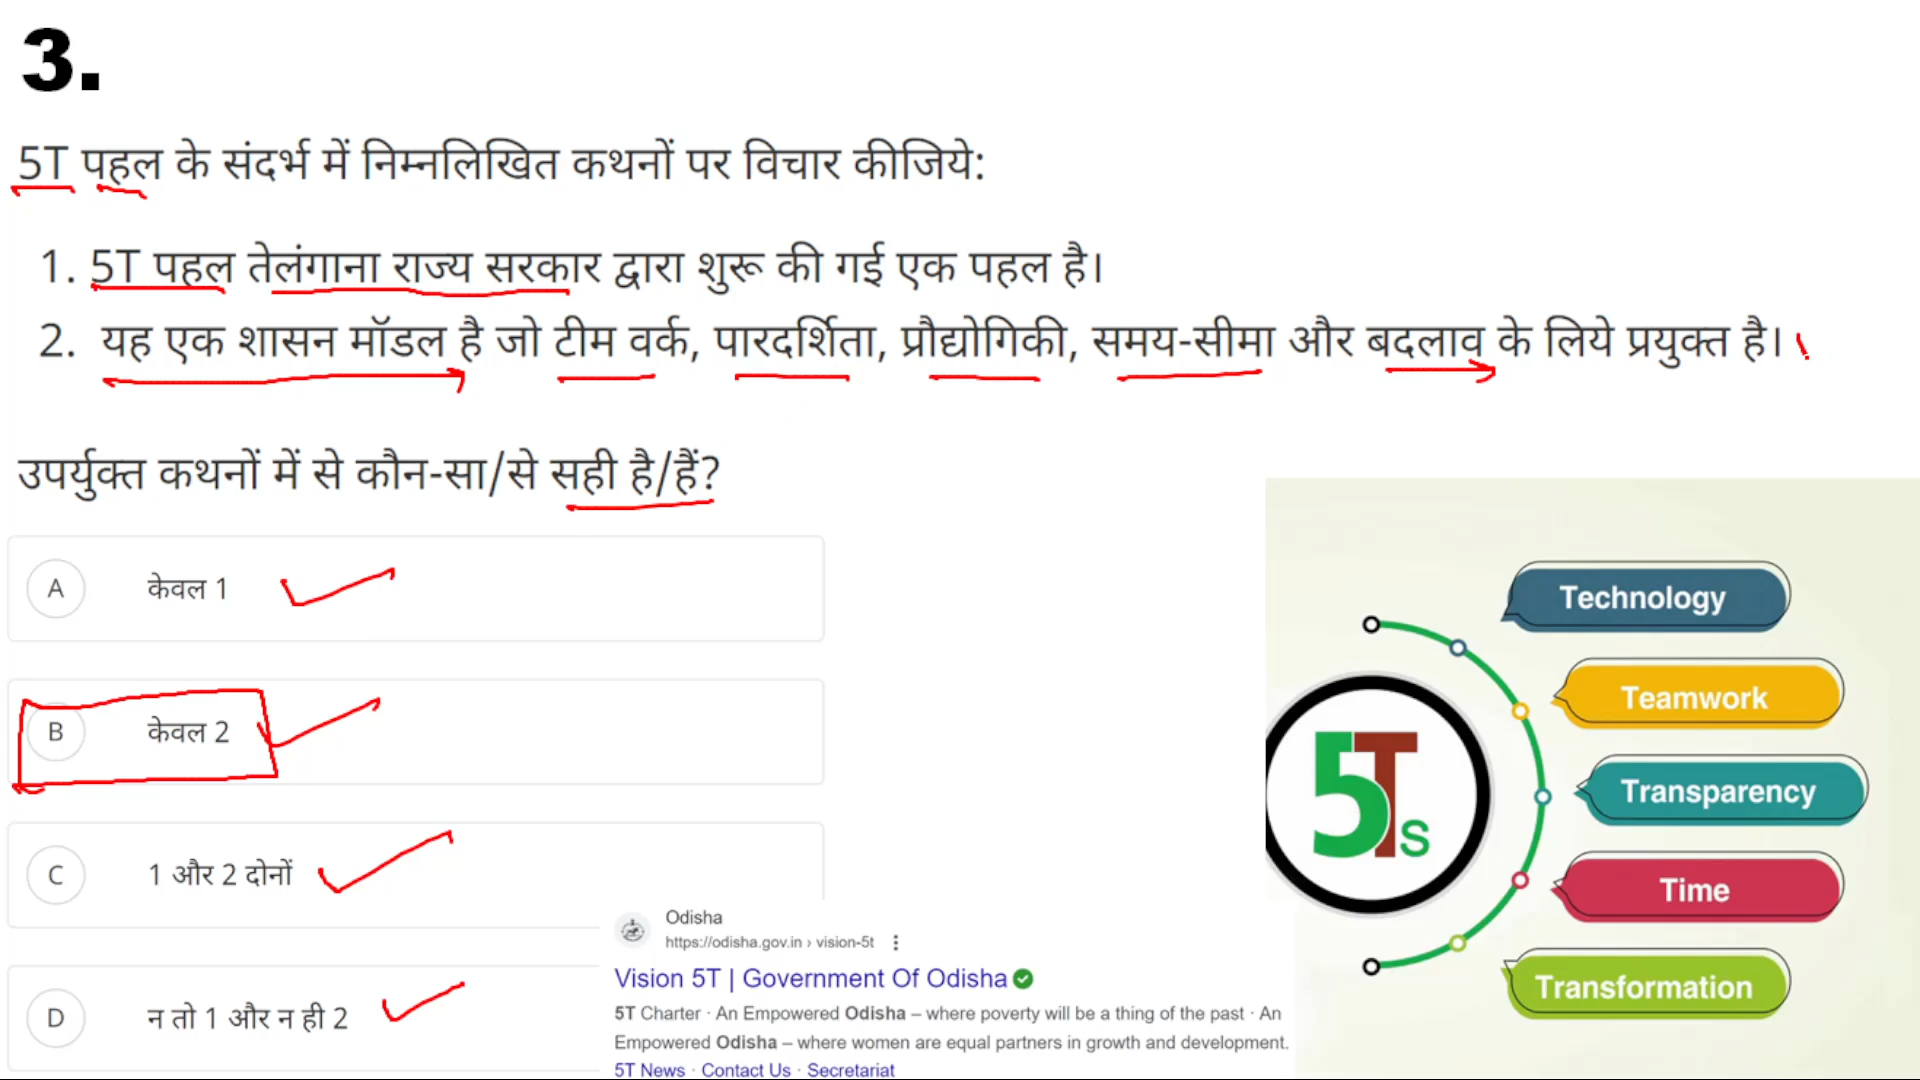 3.
5T पहल के संदर्भ में निम्नलिखित कथनों पर विचार कीजिये:
1. 5T पहल तेलंगाना राज्य सरकार द्वारा शुरू की गई एक पहल है।
2. यह एक शासन मॉडल है जो टीम वर्क, पारदर्शिता, प्रौद्योगिकी, समय-सीमा और बदलाव के लिये प्रयुक्त है।
उपर्युक्त कथनों में से कौन-सा/से सही है/हैं?
A केवल 1
B केवल 2
C 1 और 2 दोनों
D न तो 1 और न ही 2
Odisha
https://odisha.gov.in › vision-5t
Vision 5T | Government Of Odisha
5T Charter · An Empowered Odisha – where poverty will be a thing of the past · An
Empowered Odisha – where women are equal partners in growth and development.
5T News · Contact Us · Secretariat
5Ts
Technology
Teamwork
Transparency
Time
Transformation